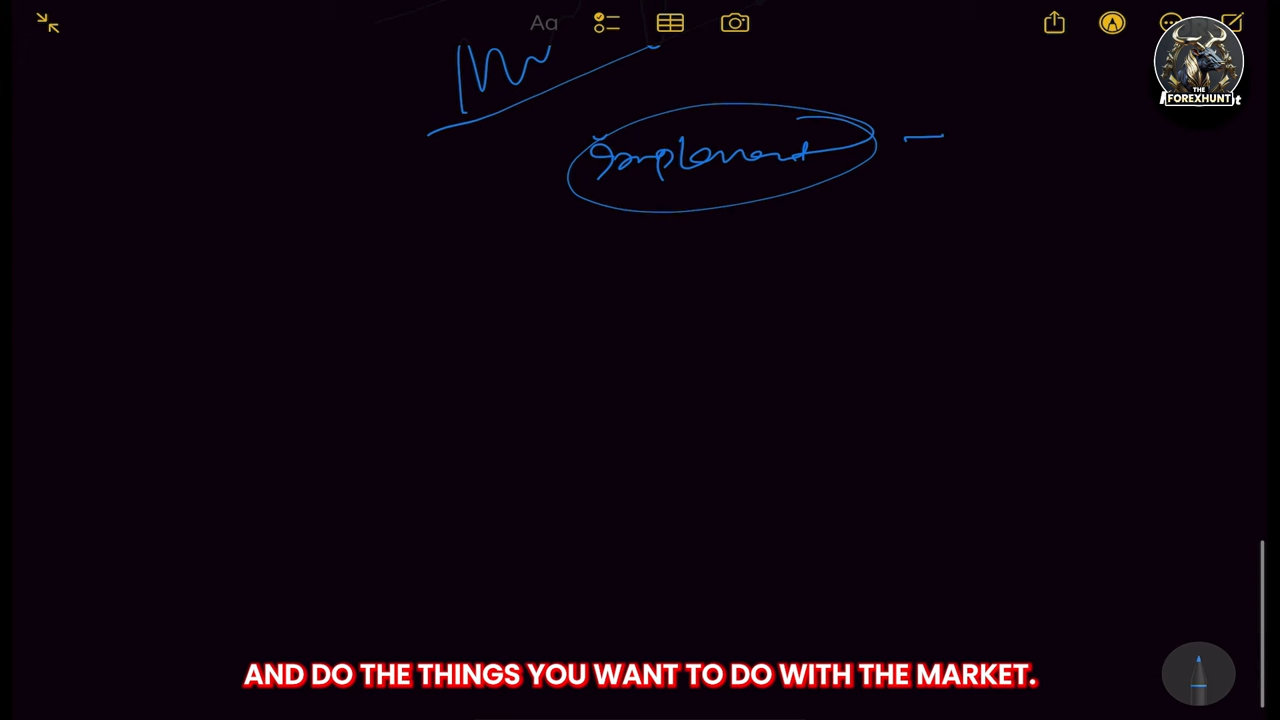 Aa
THE
FOREXHUNT
Implement -
AND DO THE THINGS YOU WANT TO DO WITH THE MARKET.